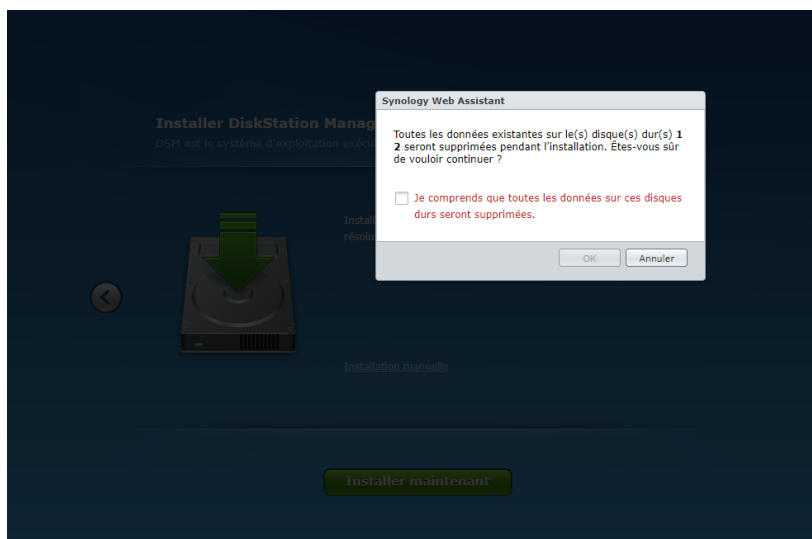 Synology Web Assistant
Toutes les données existantes sur le(s) disque(s) dur(s) 1
2 seront supprimées pendant l'installation. Êtes-vous sûr
de vouloir continuer ?
Je comprends que toutes les données sur ces disques
durs seront supprimées.
OK
Annuler
Installer DiskStation Manag
DSM est le système d'exploitation exécu
Install
résolu
Installation manuelle
Installer maintenant